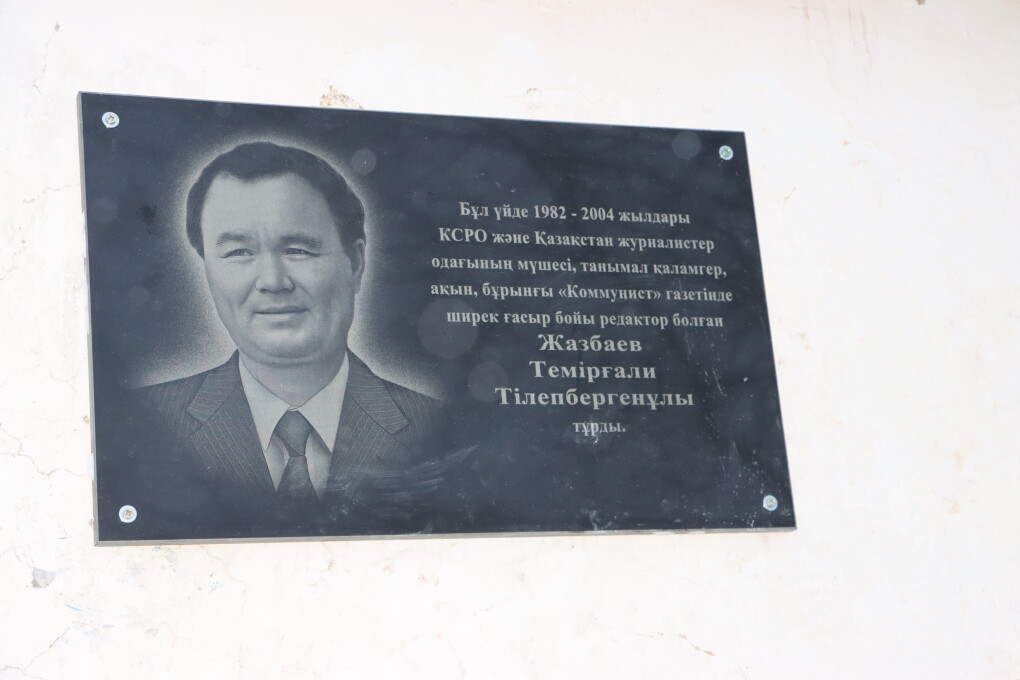 Бұл үйде 1982 - 2004 жылдары
КСРО және Қазақстан журналистер
одағының мүшесі, танымал қаламгер,
ақын, бұрынғы «Коммунист» газетінде
ширек ғасыр бойы редактор болған
Жазбаев
Темірғали
Тілепбергенұлы
тұрды.